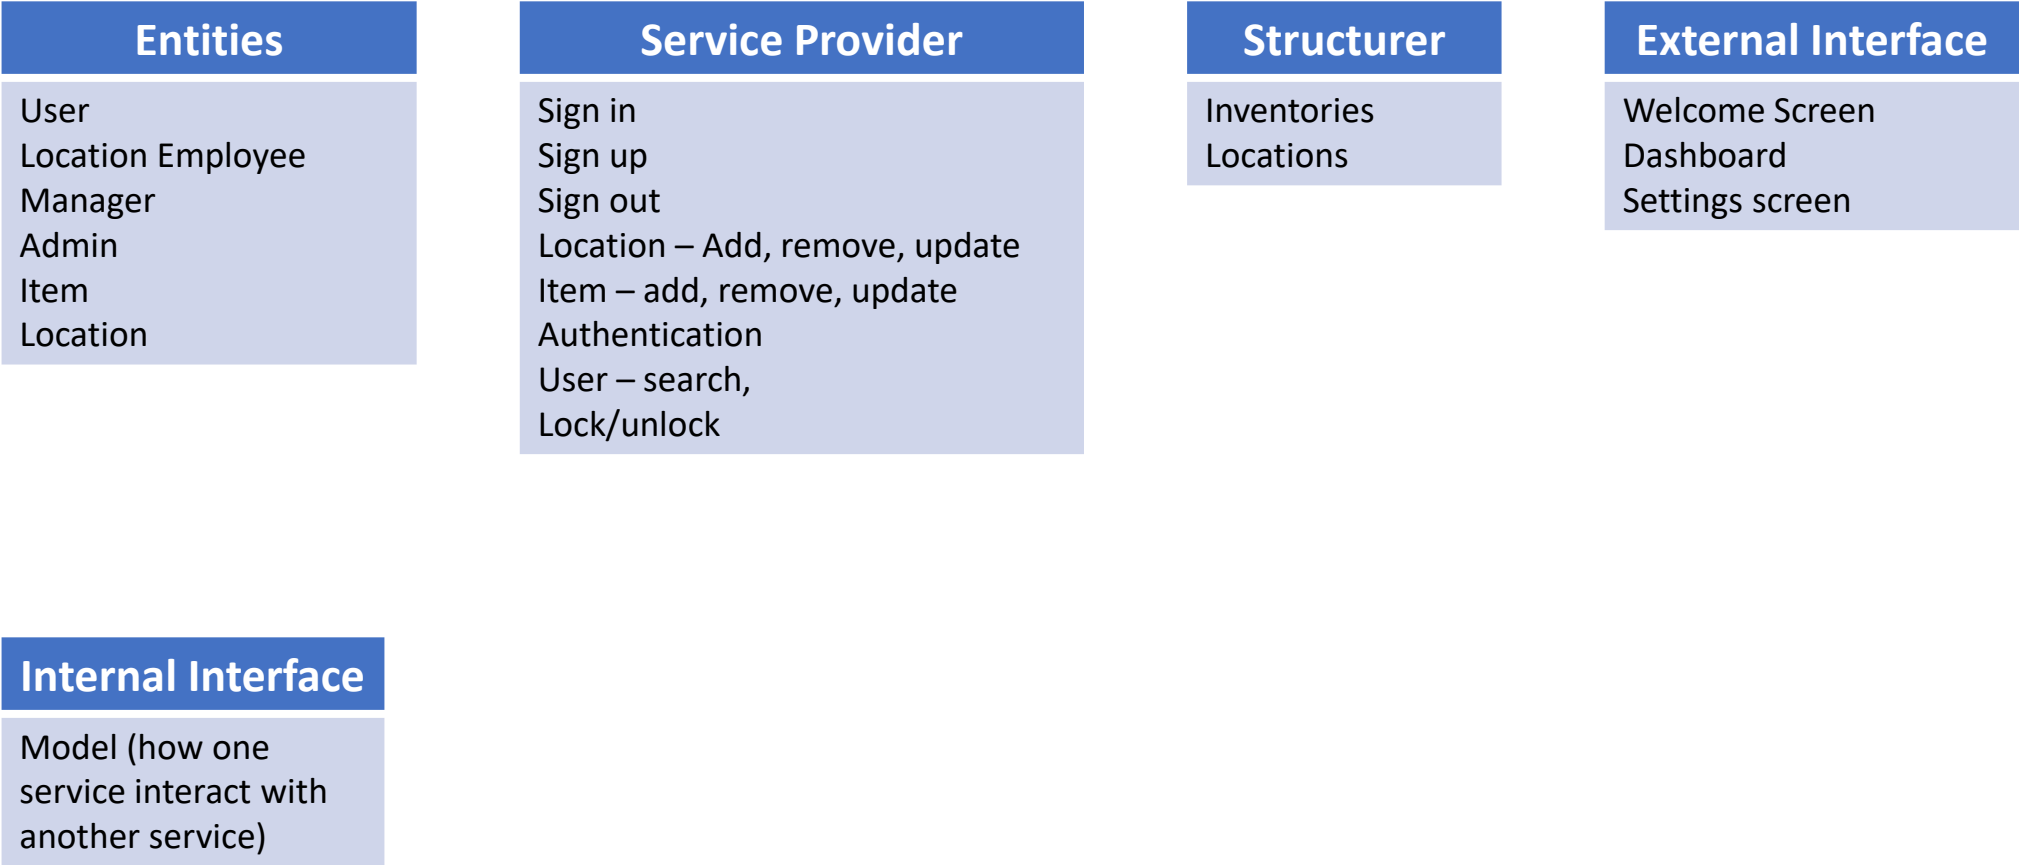 Entities
User
Location Employee
Manager
Admin
Item
Location
Service Provider
Sign in
Sign up
Sign out
Location – Add, remove, update
Item – add, remove, update
Authentication
User – search,
Lock/unlock
Structurer
Inventories
Locations
External Interface
Welcome Screen
Dashboard
Settings screen
Internal Interface
Model (how one
service interact with
another service)